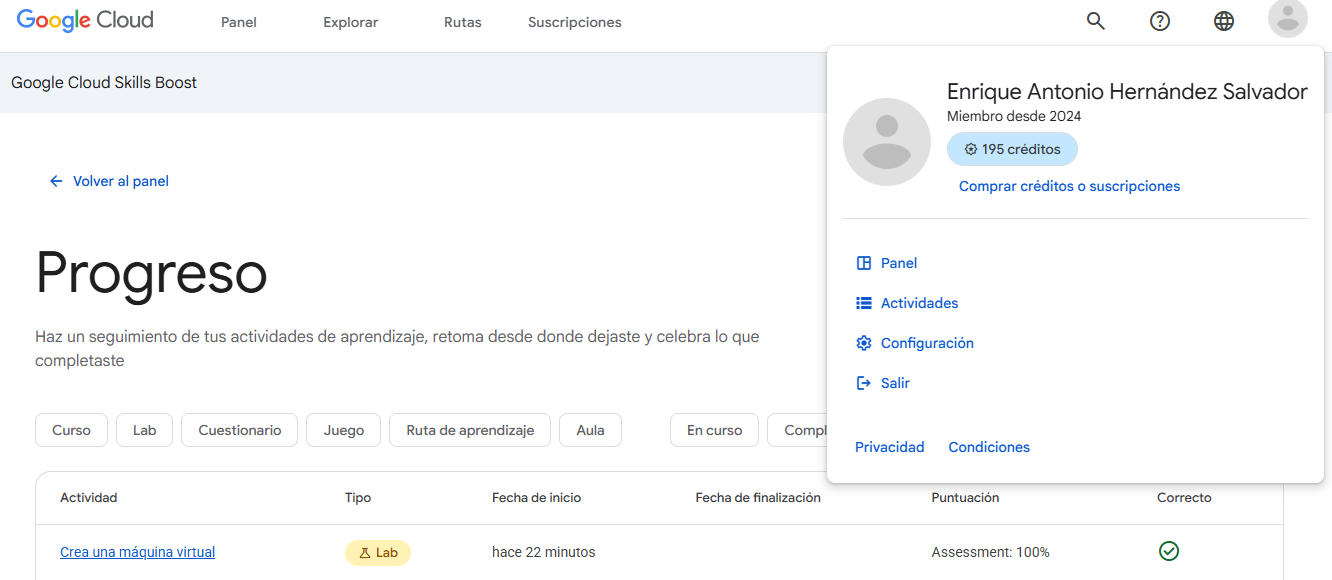 Google Cloud
Panel
Explorar
Rutas
Suscripciones
Google Cloud Skills Boost
Enrique Antonio Hernández Salvador
Miembro desde 2024
195 créditos
Comprar créditos o suscripciones
Panel
Actividades
Configuración
Salir
Privacidad Condiciones
Volver al panel
Progreso
Haz un seguimiento de tus actividades de aprendizaje, retoma desde donde dejaste y celebra lo que
completaste
Curso
Lab
Cuestionario
Juego
Ruta de aprendizaje
Aula
En curso
Compl
Actividad Tipo Fecha de inicio Fecha de finalización Puntuación Correcto
Crea una máquina virtual Lab hace 22 minutos Assessment: 100%